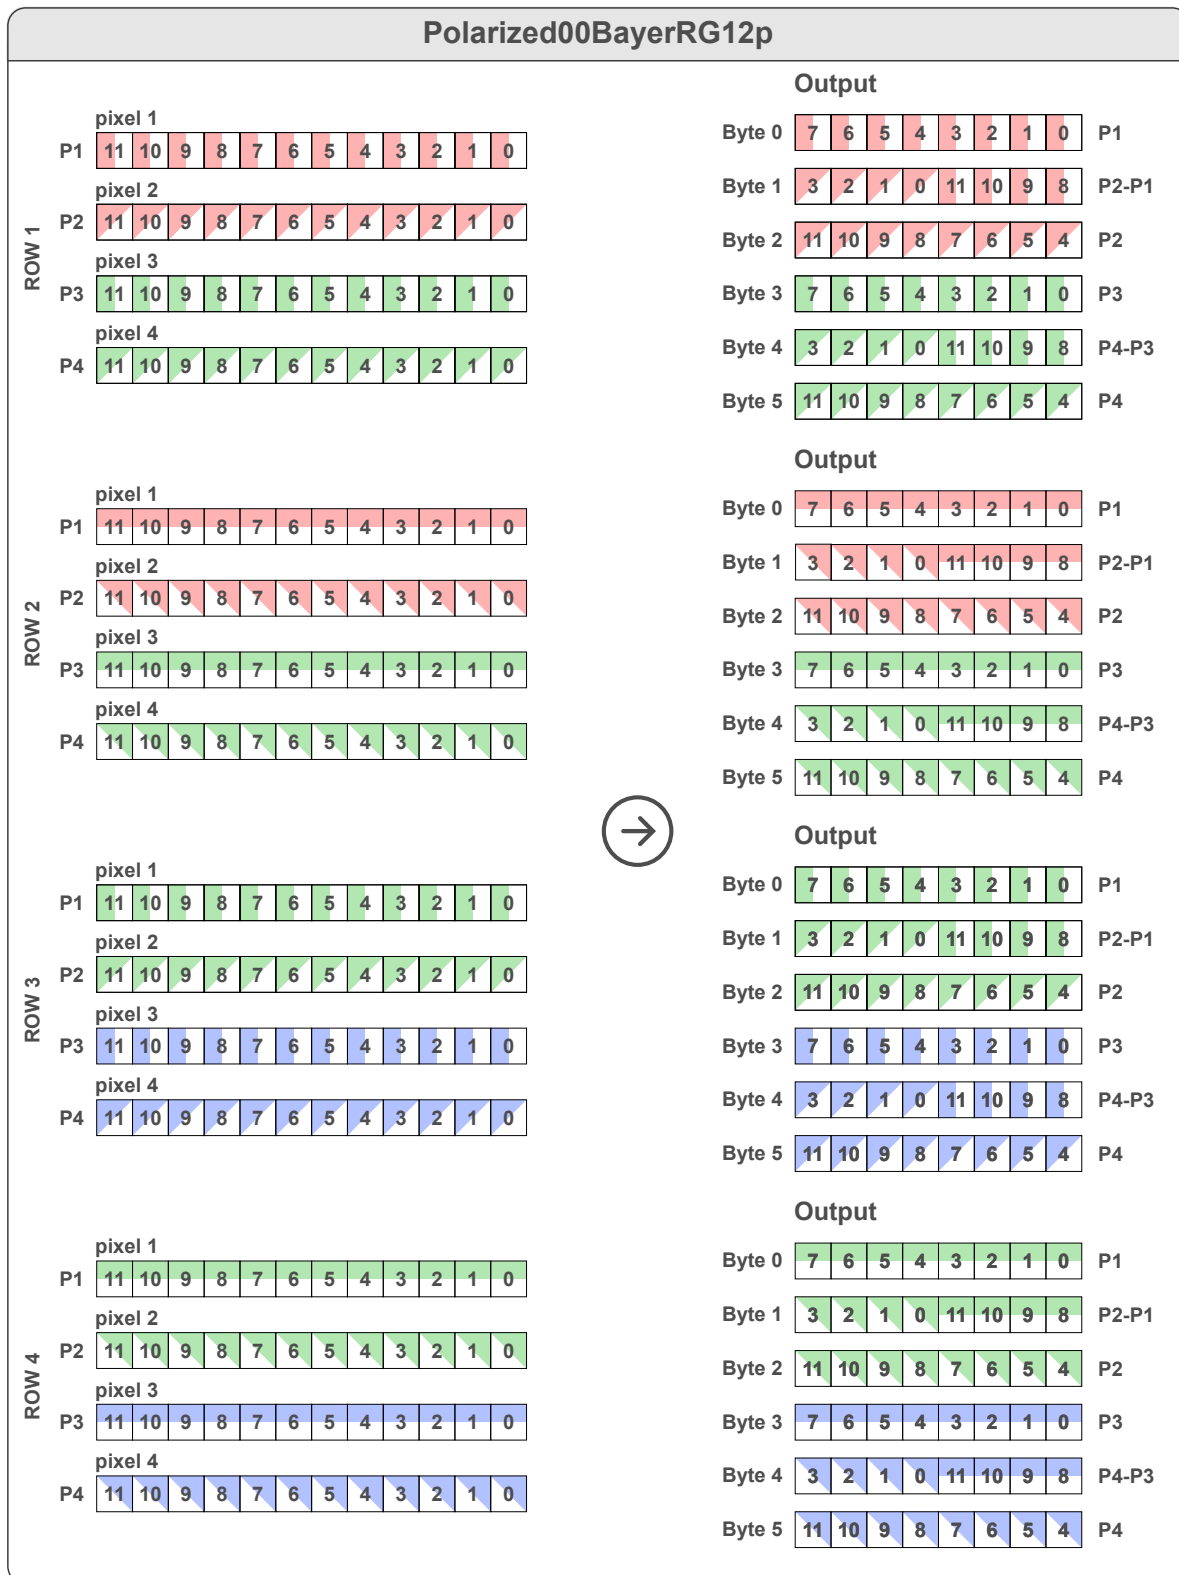 Polarized00BayerRG12p
ROW 1
pixel 1
P1 11 10 9 8 7 6 5 4 3 2 1 0
pixel 2
P2 11 10 9 8 7 6 5 4 3 2 1 0
pixel 3
P3 11 10 9 8 7 6 5 4 3 2 1 0
pixel 4
P4 11 10 9 8 7 6 5 4 3 2 1 0
Output
Byte 0 7 6 5 4 3 2 1 0 P1
Byte 1 3 2 1 0 11 10 9 8 P2-P1
Byte 2 11 10 9 8 7 6 5 4 P2
Byte 3 7 6 5 4 3 2 1 0 P3
Byte 4 3 2 1 0 11 10 9 8 P4-P3
Byte 5 11 10 9 8 7 6 5 4 P4
ROW 2
pixel 1
P1 11 10 9 8 7 6 5 4 3 2 1 0
pixel 2
P2 11 10 9 8 7 6 5 4 3 2 1 0
pixel 3
P3 11 10 9 8 7 6 5 4 3 2 1 0
pixel 4
P4 11 10 9 8 7 6 5 4 3 2 1 0
Output
Byte 0 7 6 5 4 3 2 1 0 P1
Byte 1 3 2 1 0 11 10 9 8 P2-P1
Byte 2 11 10 9 8 7 6 5 4 P2
Byte 3 7 6 5 4 3 2 1 0 P3
Byte 4 3 2 1 0 11 10 9 8 P4-P3
Byte 5 11 10 9 8 7 6 5 4 P4
ROW 3
pixel 1
P1 11 10 9 8 7 6 5 4 3 2 1 0
pixel 2
P2 11 10 9 8 7 6 5 4 3 2 1 0
pixel 3
P3 11 10 9 8 7 6 5 4 3 2 1 0
pixel 4
P4 11 10 9 8 7 6 5 4 3 2 1 0
Output
Byte 0 7 6 5 4 3 2 1 0 P1
Byte 1 3 2 1 0 11 10 9 8 P2-P1
Byte 2 11 10 9 8 7 6 5 4 P2
Byte 3 7 6 5 4 3 2 1 0 P3
Byte 4 3 2 1 0 11 10 9 8 P4-P3
Byte 5 11 10 9 8 7 6 5 4 P4
ROW 4
pixel 1
P1 11 10 9 8 7 6 5 4 3 2 1 0
pixel 2
P2 11 10 9 8 7 6 5 4 3 2 1 0
pixel 3
P3 11 10 9 8 7 6 5 4 3 2 1 0
pixel 4
P4 11 10 9 8 7 6 5 4 3 2 1 0
Output
Byte 0 7 6 5 4 3 2 1 0 P1
Byte 1 3 2 1 0 11 10 9 8 P2-P1
Byte 2 11 10 9 8 7 6 5 4 P2
Byte 3 7 6 5 4 3 2 1 0 P3
Byte 4 3 2 1 0 11 10 9 8 P4-P3
Byte 5 11 10 9 8 7 6 5 4 P4